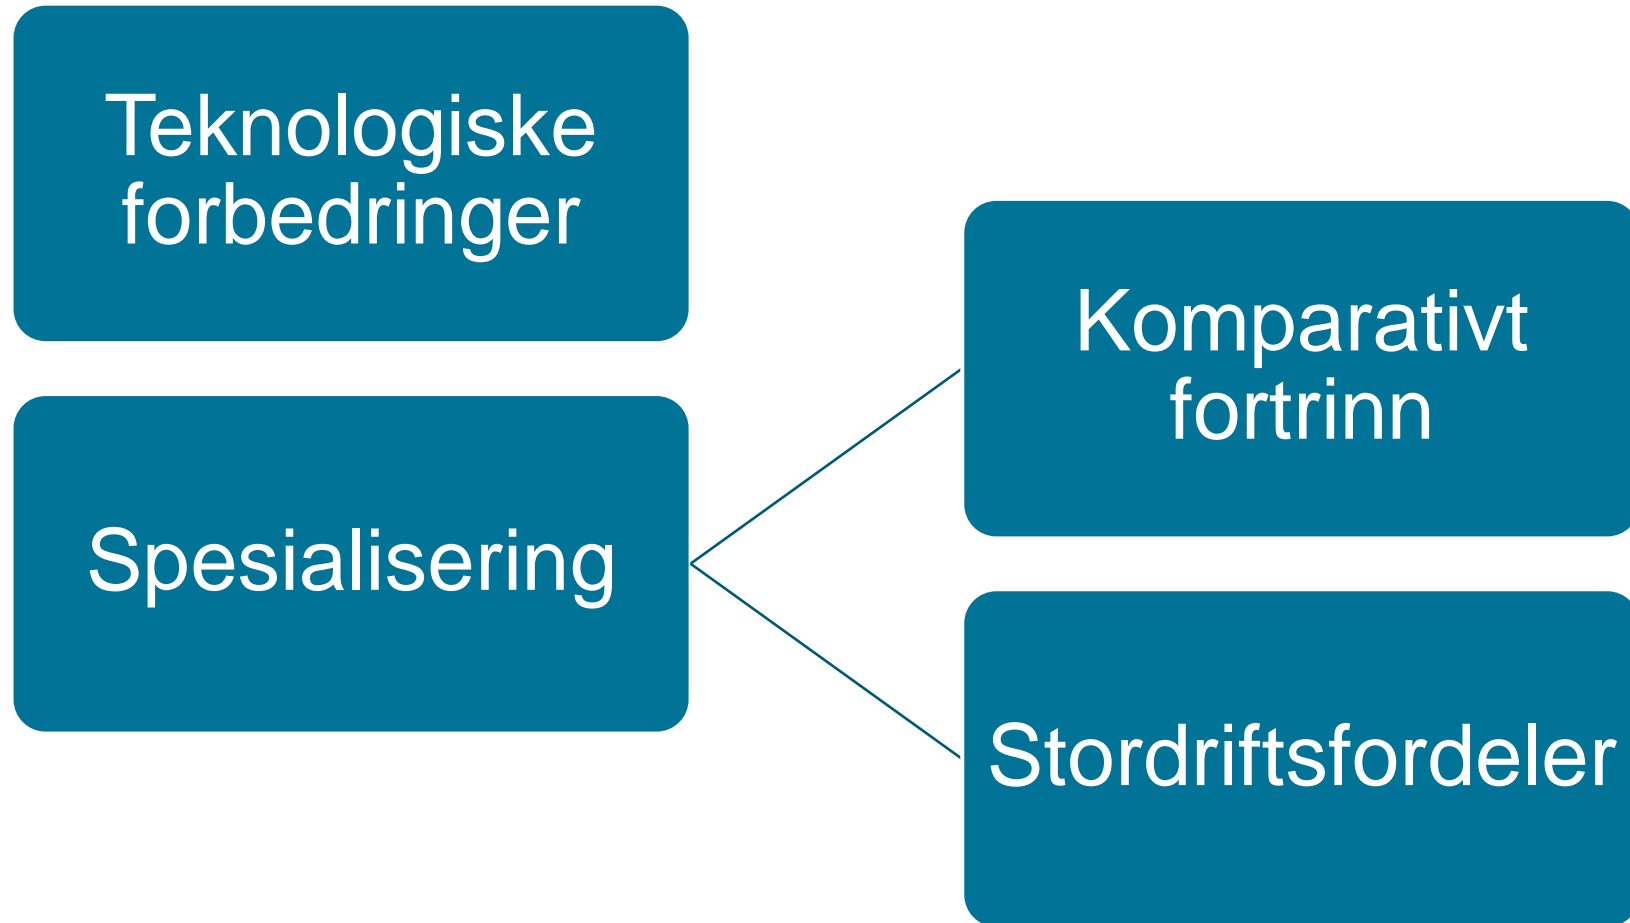 Teknologiske
forbedringer
Spesialisering
Komparativt
fortrinn
Stordriftsfordeler